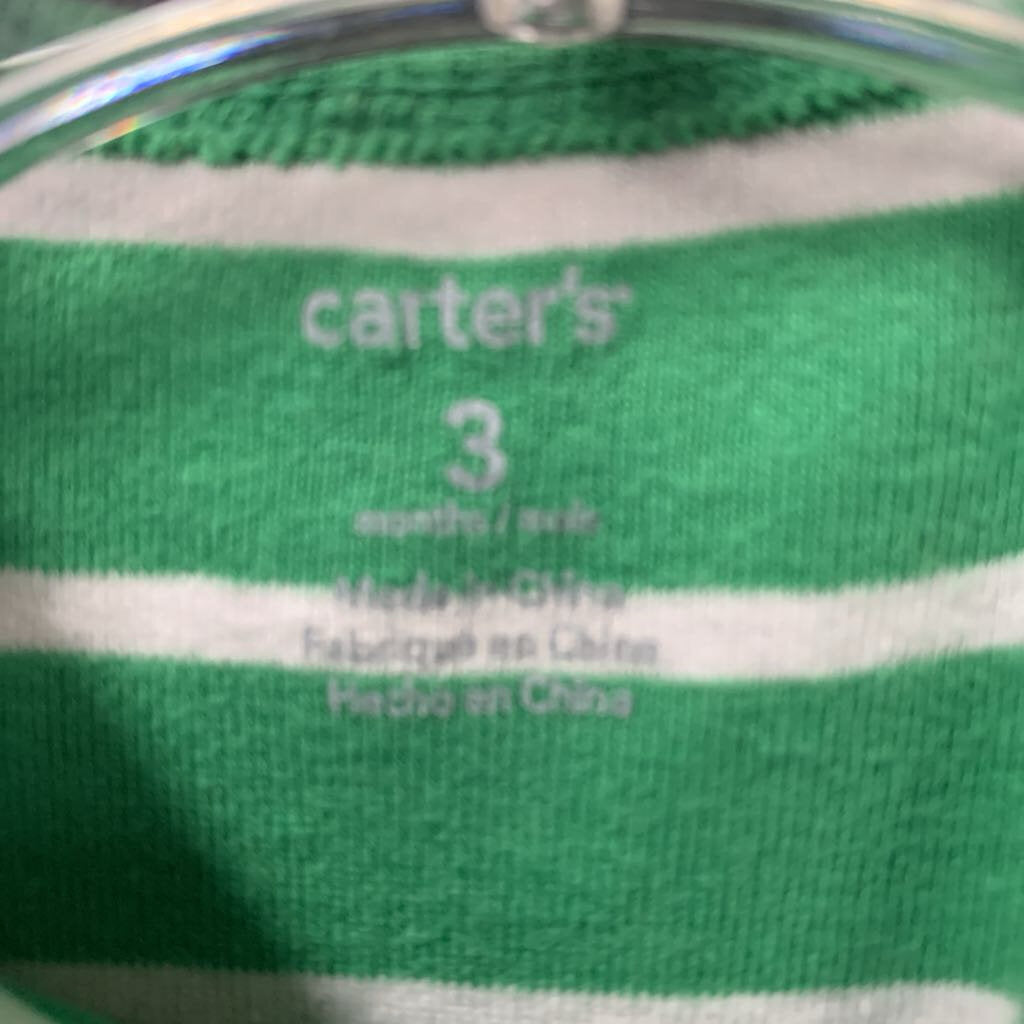 carter's
3
months / mois
Made in China
Fabriqué en Chine
Hecho en China